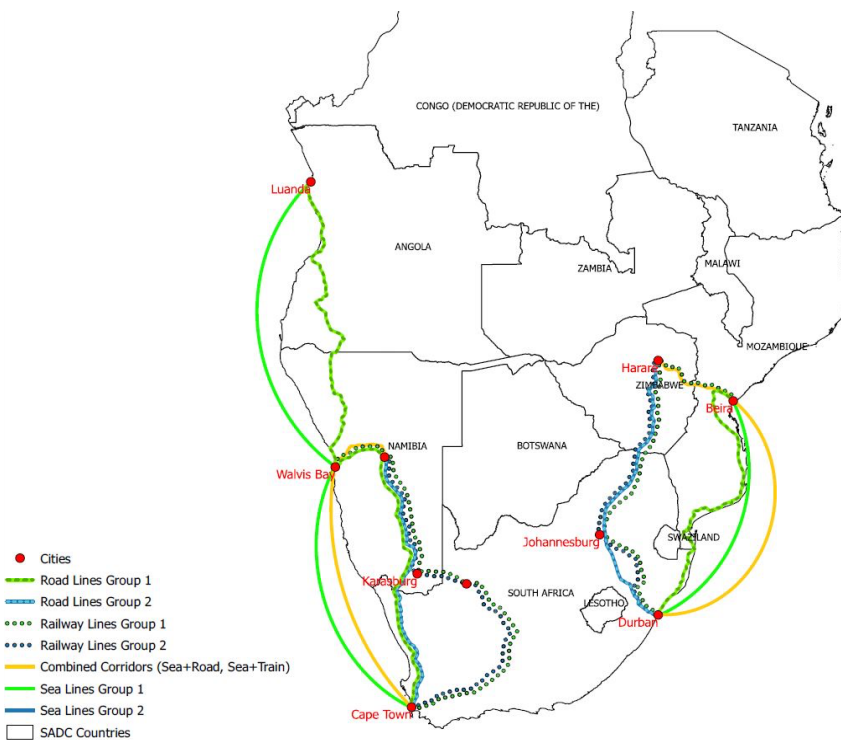 CONGO (DEMOCRATIC REPUBLIC OF THE)
TANZANIA
Luanda
ANGOLA
ZAMBIA
MALAWI
MOZAMBIQUE
Harare
ZIMBABWE
Beira
NAMIBIA
BOTSWANA
Walvis Bay
Johannesburg
SWAZILAND
Karasburg
SOUTH AFRICA
LESOTHO
Durban
Cape Town
Cities
Road Lines Group 1
Road Lines Group 2
Railway Lines Group 1
Railway Lines Group 2
Combined Corridors (Sea+Road, Sea+Train)
Sea Lines Group 1
Sea Lines Group 2
SADC Countries